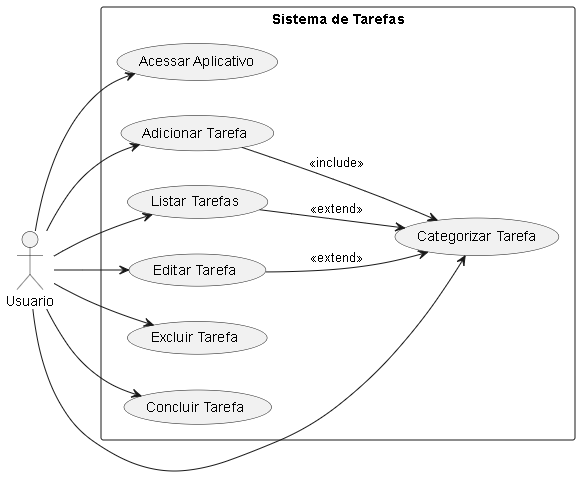 Sistema de Tarefas
Acessar Aplicativo
Adicionar Tarefa
«include»
Listar Tarefas
«extend»
Categorizar Tarefa
Editar Tarefa
«extend»
Usuario
Excluir Tarefa
Concluir Tarefa